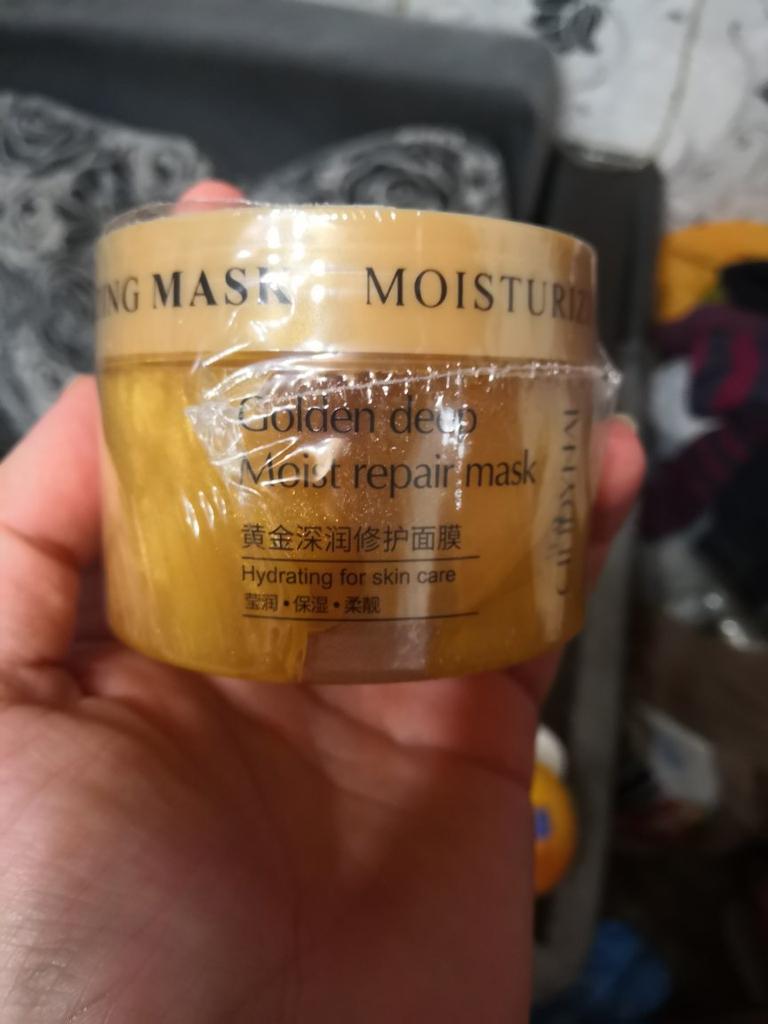 MASK MOISTURIZ
Golden deep
Moist repair mask
黄金深润修护面膜
Hydrating for skin care
莹润•保湿•柔靓